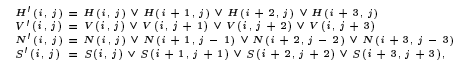 H′(i, j) = H(i, j) ∨ H(i + 1, j) ∨ H(i + 2, j) ∨ H(i + 3, j)
V′(i, j) = V(i, j) ∨ V(i, j + 1) ∨ V(i, j + 2) ∨ V(i, j + 3)
N′(i, j) = N(i, j) ∨ N(i + 1, j − 1) ∨ N(i + 2, j − 2) ∨ N(i + 3, j − 3)
S′(i, j) = S(i, j) ∨ S(i + 1, j + 1) ∨ S(i + 2, j + 2) ∨ S(i + 3, j + 3),